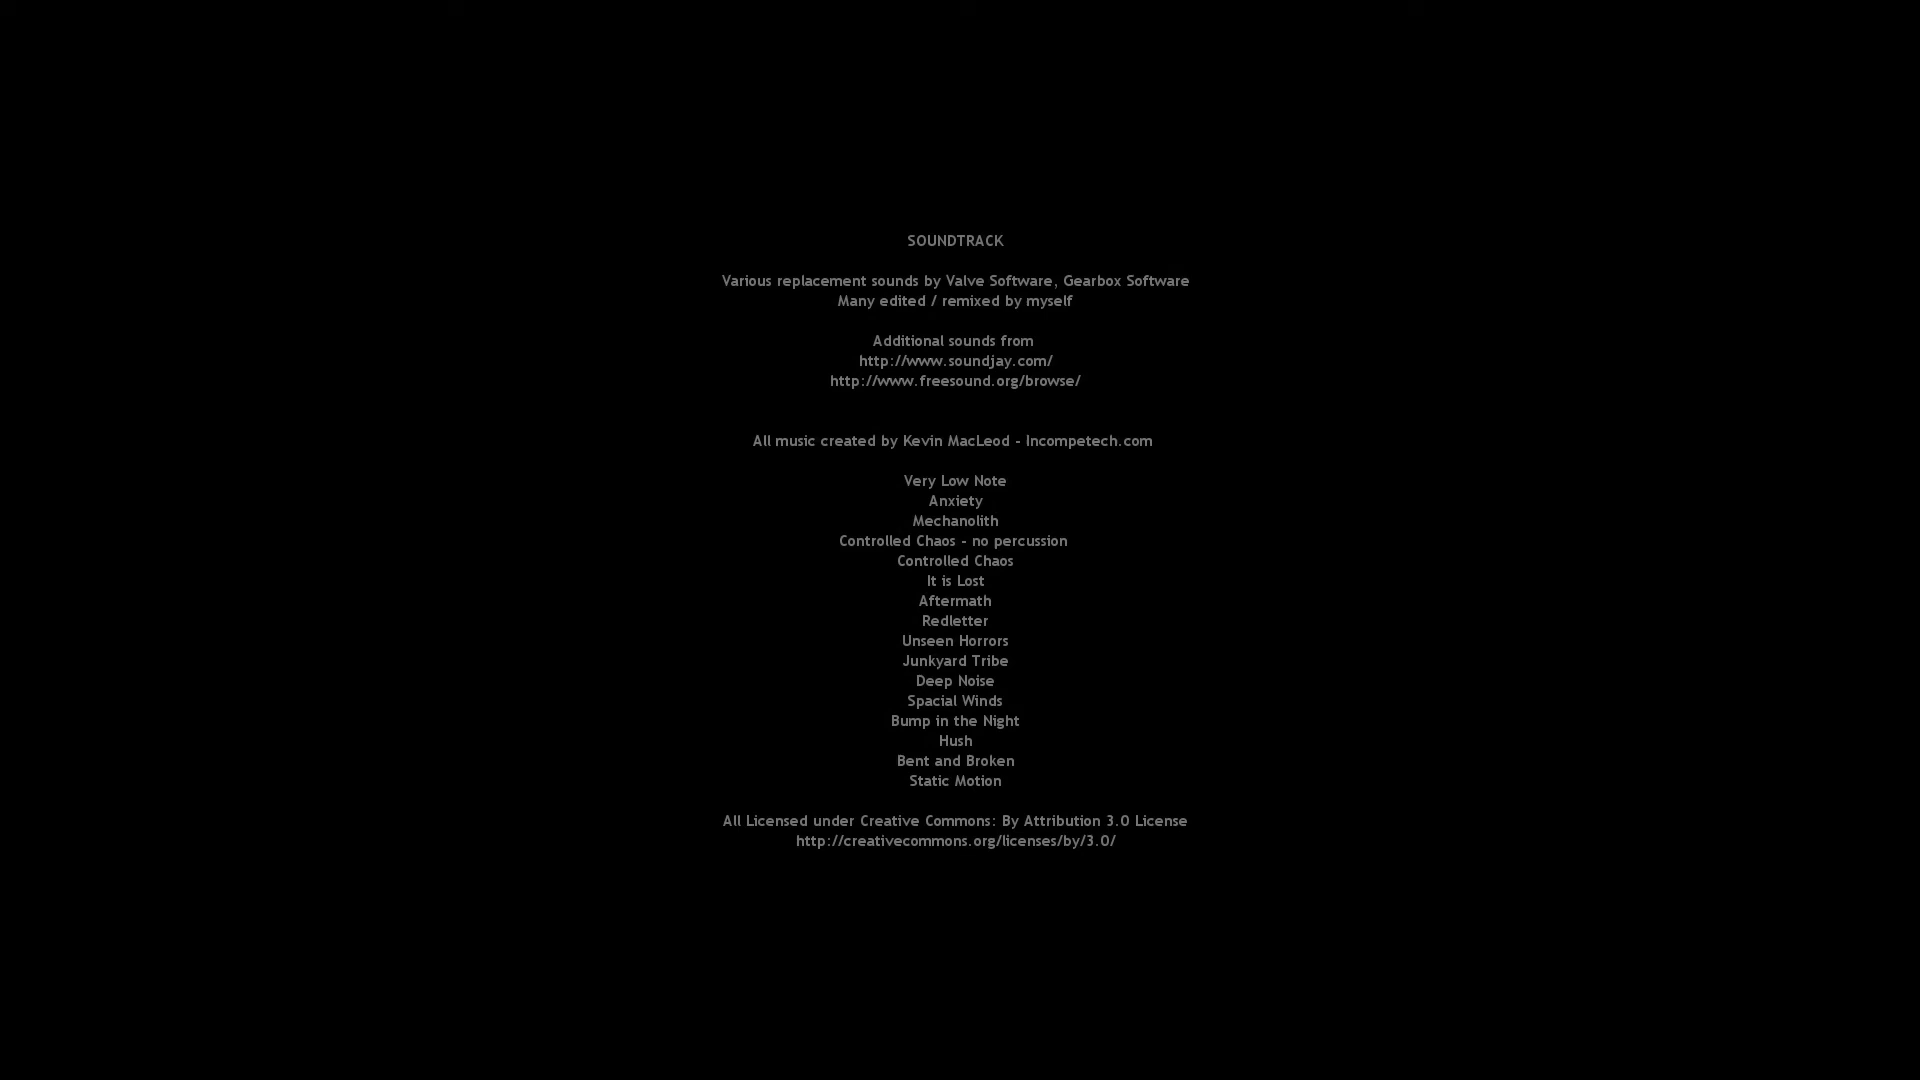 SOUNDTRACK
Various replacement sounds by Valve Software, Gearbox Software
Many edited / remixed by myself
Additional sounds from
http://www.soundjay.com/
http://www.freesound.org/browse/
All music created by Kevin MacLeod - Incompetech.com
Very Low Note
Anxiety
Mechanolith
Controlled Chaos - no percussion
Controlled Chaos
It is Lost
Aftermath
Redletter
Unseen Horrors
Junkyard Tribe
Deep Noise
Spacial Winds
Bump in the Night
Hush
Bent and Broken
Static Motion
All Licensed under Creative Commons: By Attribution 3.0 License
http://creativecommons.org/licenses/by/3.0/